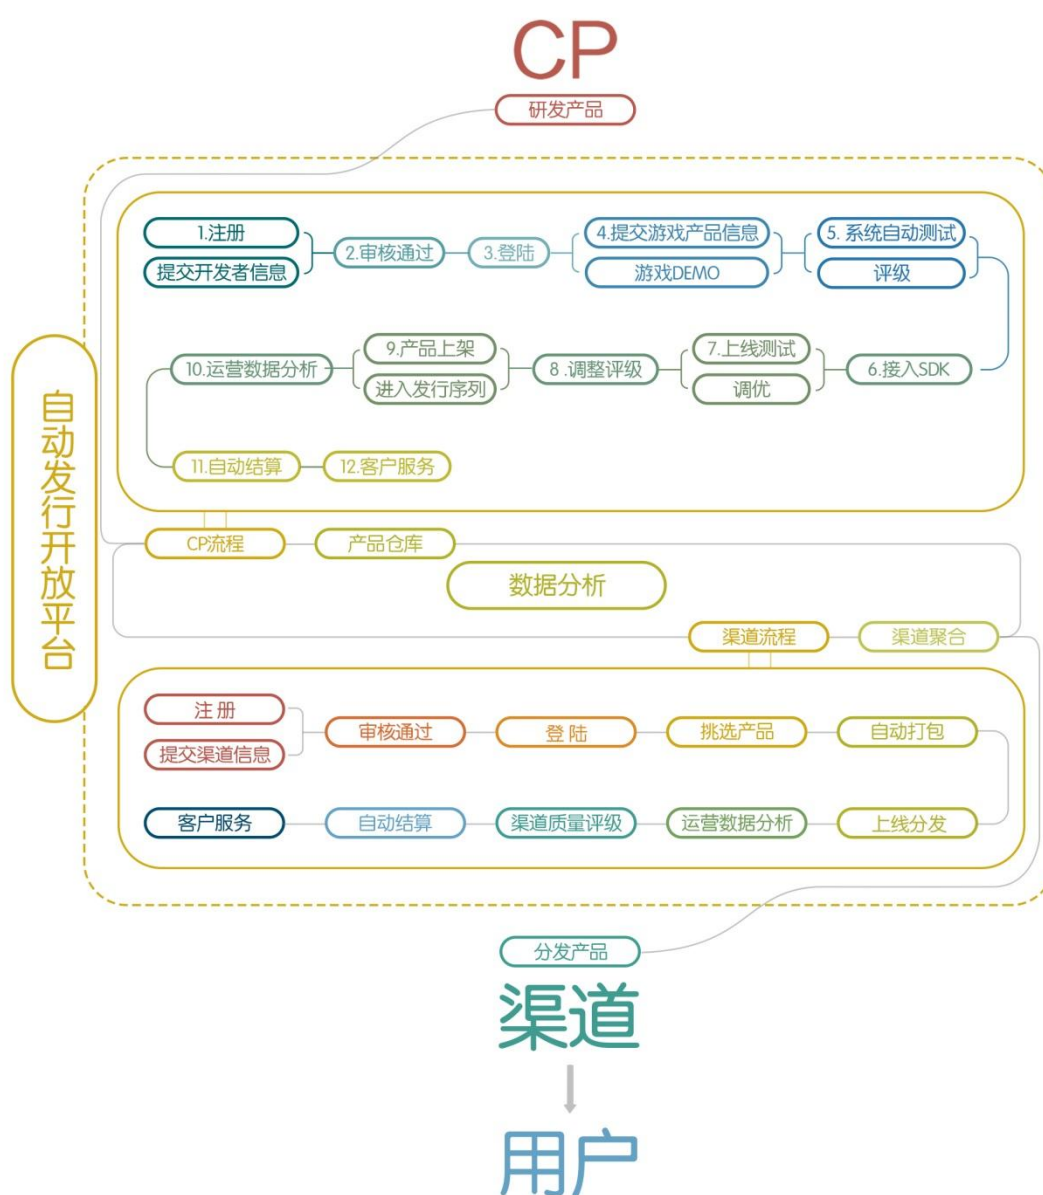 CP
研发产品
1.注册
提交开发者信息
2.审核通过
3.登陆
4.提交游戏产品信息
游戏DEMO
5. 系统自动测试
评级
6.接入SDK
7.上线测试
调优
8 .调整评级
9.产品上架
进入发行序列
10.运营数据分析
11.自动结算
12.客户服务
自动发行开放平台
CP流程
产品仓库
数据分析
渠道流程
渠道聚合
注 册
提交渠道信息
审核通过
登 陆
挑选产品
自动打包
上线分发
运营数据分析
渠道质量评级
自动结算
客户服务
分发产品
渠道
用户